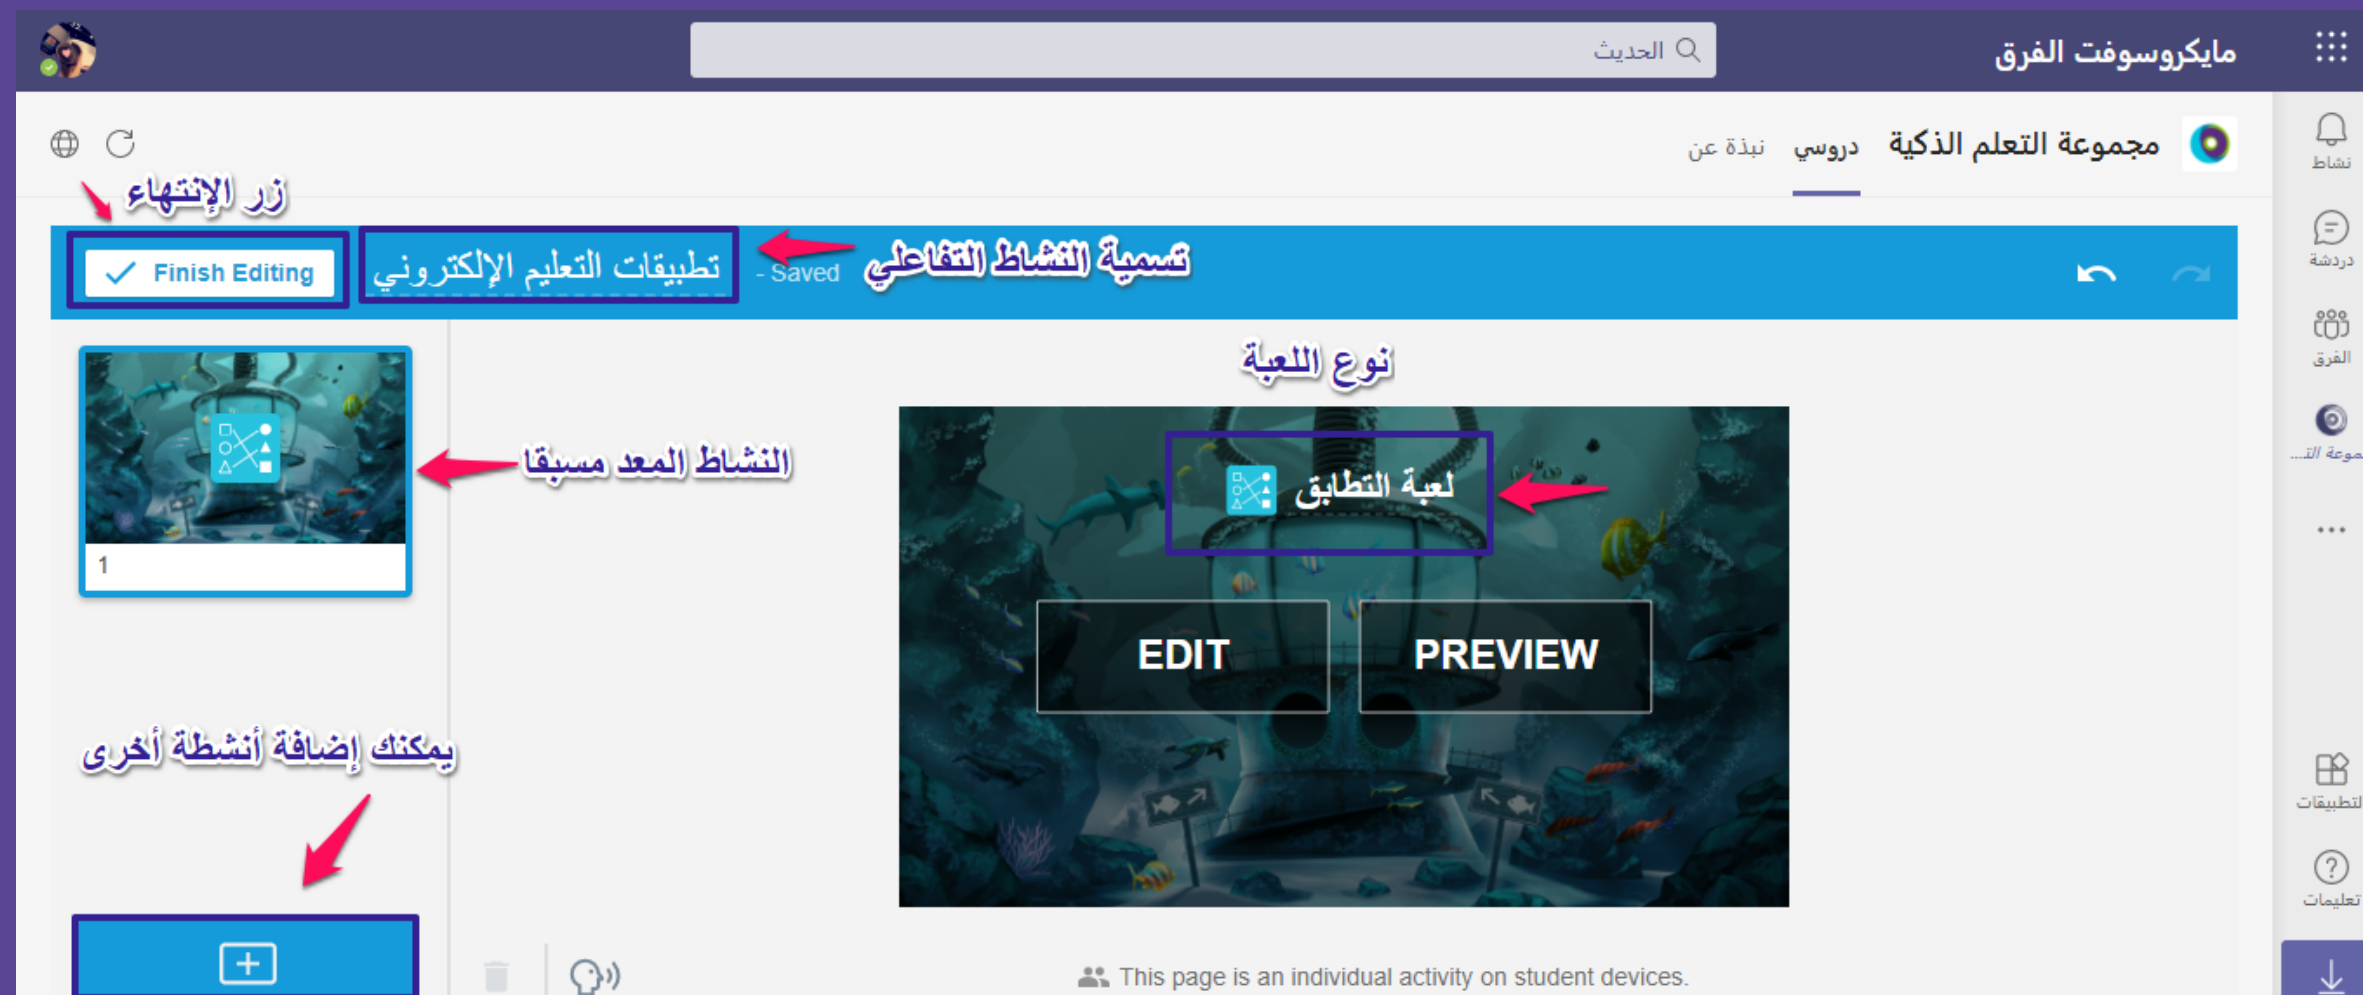 مايكروسوفت الفرق
الحديث
مجموعة التعلم الذكية
دروسي
نبذة عن
نشاط
دردشة
الفرق
التطبيقات
تعليمات
زر الإنتهاء
Finish Editing
تطبيقات التعليم الإلكتروني
- Saved
تسمية النشاط التفاعلي
نوع اللعبة
لعبة التطابق
النشاط المعد مسبقا
1
EDIT
PREVIEW
يمكنك إضافة أنشطة أخرى
This page is an individual activity on student devices.